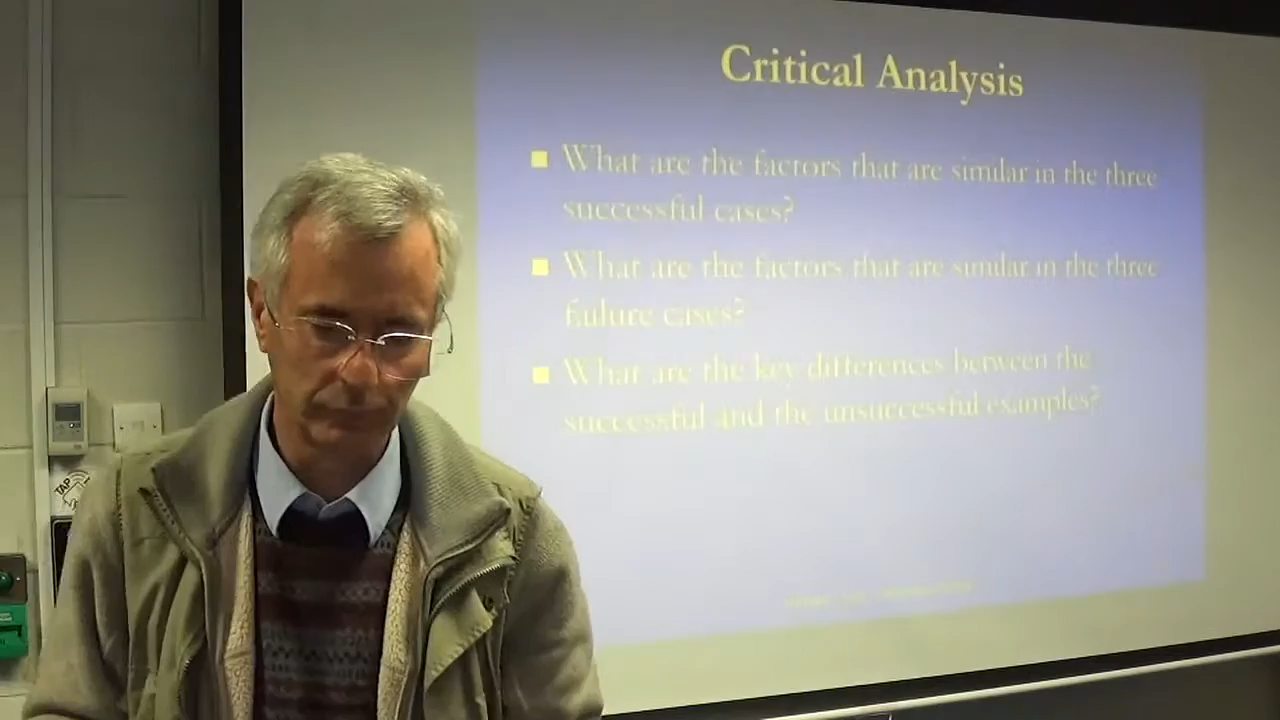 Critical Analysis
What are the factors that are similar in the three
successful cases?
What are the factors that are similar in the three
failure cases?
What are the key differences between the
successful and the unsuccessful examples?
TAP